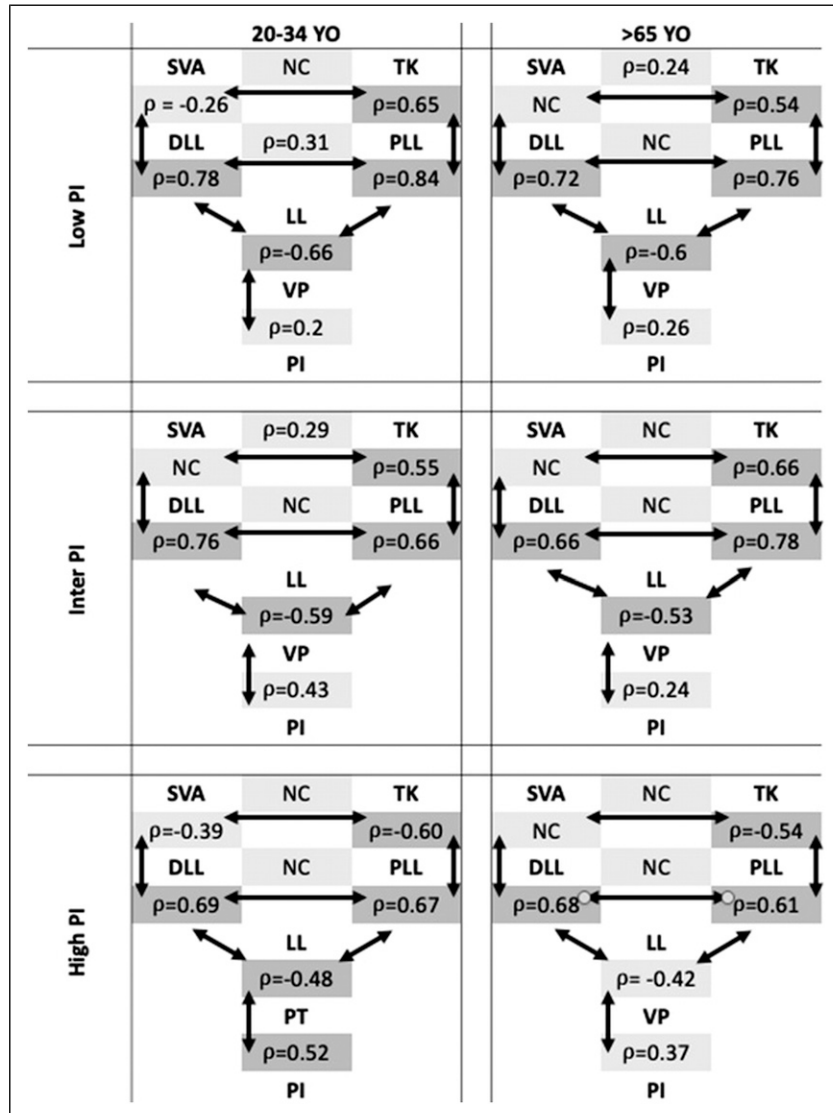 20-34 YO >65 YO
Low PI
SVA NC TK SVA ρ=0.24 TK
ρ = -0.26 ρ=0.65 NC ρ=0.54
DLL ρ=0.31 PLL DLL NC PLL
ρ=0.78 ρ=0.84 ρ=0.72 ρ=0.76
LL LL
ρ=-0.66 ρ=-0.6
VP VP
ρ=0.2 ρ=0.26
PI PI
Inter PI
SVA ρ=0.29 TK SVA NC TK
NC ρ=0.55 NC ρ=0.66
DLL NC PLL DLL NC PLL
ρ=0.76 ρ=0.66 ρ=0.66 ρ=0.78
LL LL
ρ=-0.59 ρ=-0.53
VP VP
ρ=0.43 ρ=0.24
PI PI
High PI
SVA NC TK SVA NC TK
ρ=-0.39 ρ=-0.60 NC ρ=-0.54
DLL NC PLL DLL NC PLL
ρ=0.69 ρ=0.67 ρ=0.68 ρ=0.61
LL LL
ρ=-0.48 ρ= -0.42
PT VP
ρ=0.52 ρ=0.37
PI PI